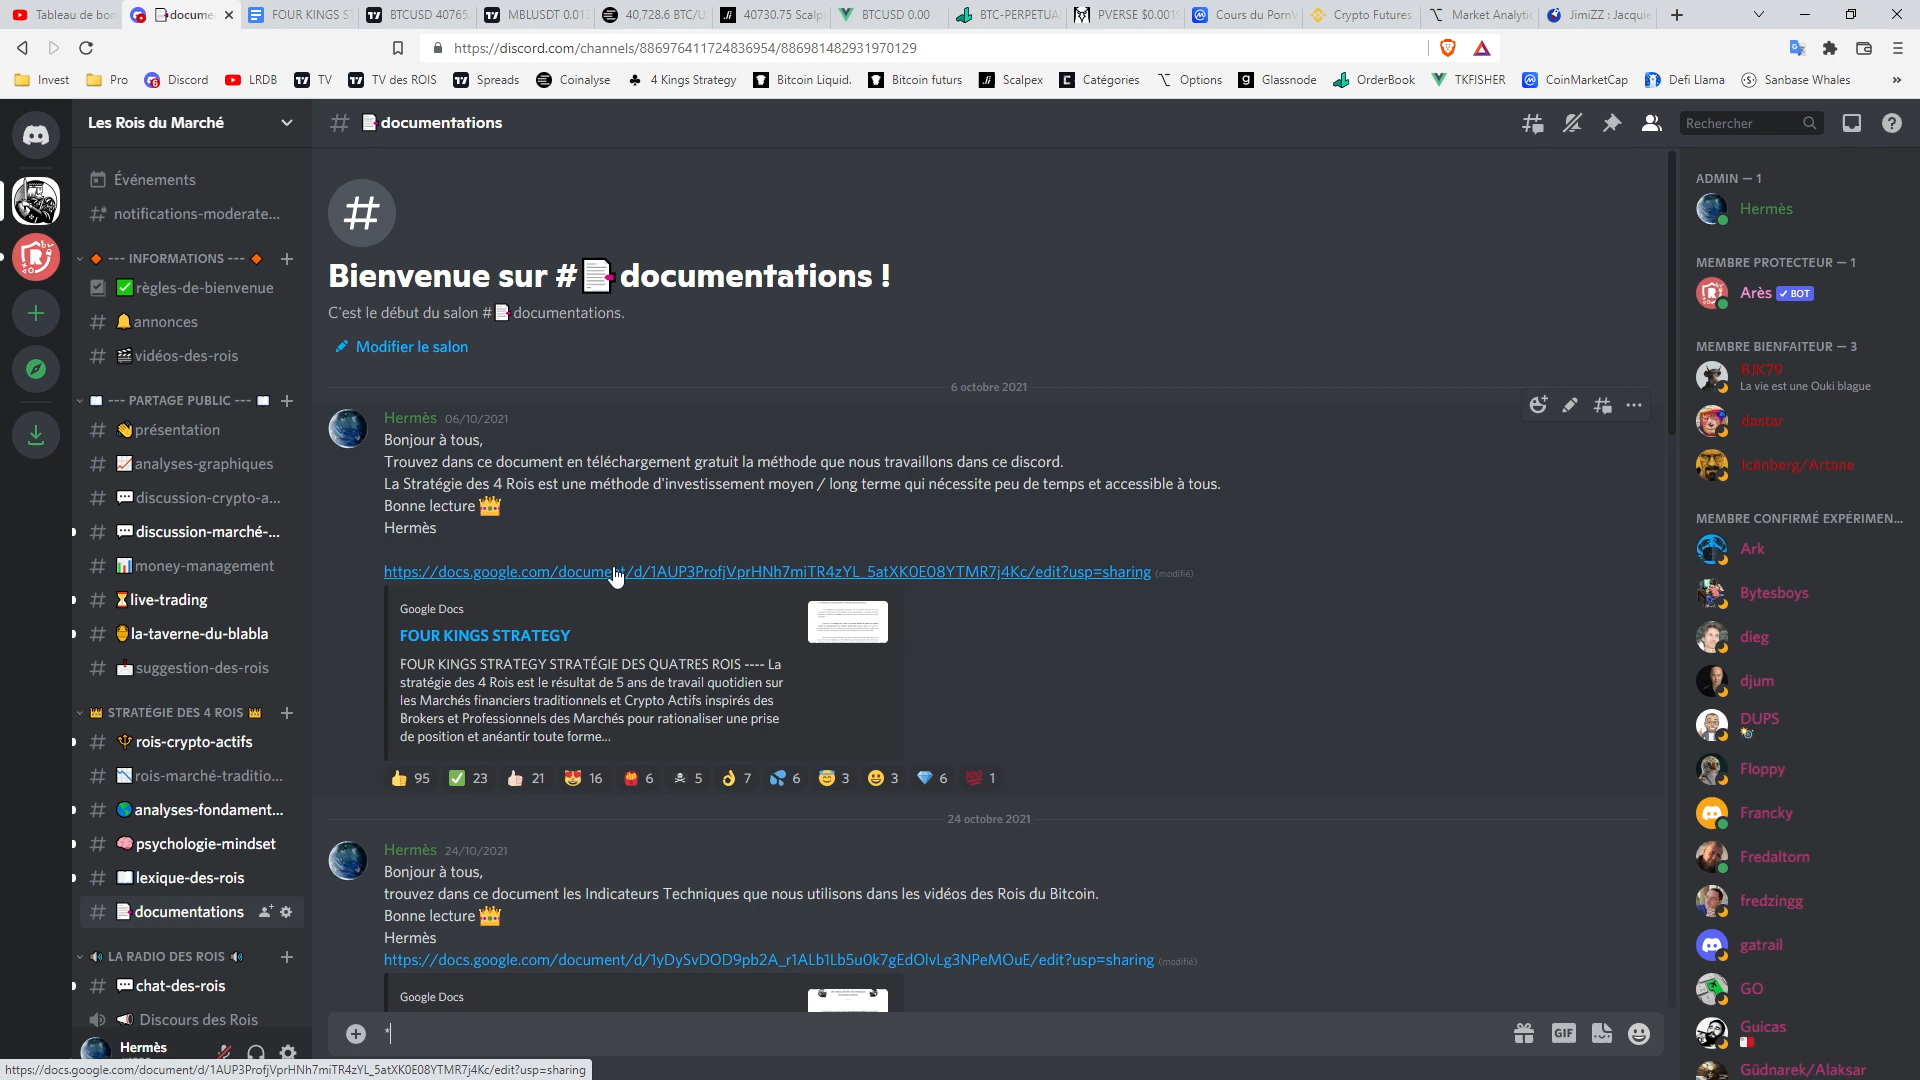 Tableau de bor
docume
FOUR KINGS ST
BTCUSD 40765.
MBLUSDT 0.01
40,728.6 BTC/U
40730.75 Scalp
BTCUSD 0.00
BTC-PERPETUA
PVERSE $0.001
Cours du PornV
Crypto Futures
Market Analytic
JimiZZ : Jacquie
https://discord.com/channels/886976411724836954/886981482931970129
Invest
Pro
Discord
LRDB
TV
TV des ROIS
Spreads
Coinalyse
4 Kings Strategy
Bitcoin Liquid.
Bitcoin futurs
Scalpex
Catégories
Options
Glassnode
OrderBook
TKFISHER
CoinMarketCap
Defi Llama
Sanbase Whales
»
Les Rois du Marché
# documentations
Rechercher
Événements
# notifications-moderate...
--- INFORMATIONS ---
règles-de-bienvenue
# annonces
# vidéos-des-rois
--- PARTAGE PUBLIC ---
# présentation
# analyses-graphiques
# discussion-crypto-a...
# discussion-marché-...
# money-management
# live-trading
# la-taverne-du-blabla
# suggestion-des-rois
STRATÉGIE DES 4 ROIS
# rois-crypto-actifs
# rois-marché-traditio...
# analyses-fondament...
# psychologie-mindset
# lexique-des-rois
# documentations
LA RADIO DES ROIS
# chat-des-rois
Discours des Rois
Hermès
Bienvenue sur # documentations !
C'est le début du salon # documentations.
Modifier le salon
6 octobre 2021
Hermès 06/10/2021
Bonjour à tous,
Trouvez dans ce document en téléchargement gratuit la méthode que nous travaillons dans ce discord.
La Stratégie des 4 Rois est une méthode d'investissement moyen / long terme qui nécessite peu de temps et accessible à tous.
Bonne lecture
Hermès
https://docs.google.com/document/d/1AUP3ProfjVprHNh7miTR4zYL_5atXK0E08YTMR7j4Kc/edit?usp=sharing (modifié)
Google Docs
FOUR KINGS STRATEGY
FOUR KINGS STRATEGY STRATÉGIE DES QUATRES ROIS ---- La
stratégie des 4 Rois est le résultat de 5 ans de travail quotidien sur
les Marchés financiers traditionnels et Crypto Actifs inspirés des
Brokers et Professionnels des Marchés pour rationaliser une prise
de position et anéantir toute forme...
95 23 21 16 6 5 7 6 3 3 6 1
24 octobre 2021
Hermès 24/10/2021
Bonjour à tous,
trouvez dans ce document les Indicateurs Techniques que nous utilisons dans les vidéos des Rois du Bitcoin.
Bonne lecture
Hermès
https://docs.google.com/document/d/1yDySvDOD9pb2A_r1ALb1Lb5u0k7gEdOlvLg3NPeMOuE/edit?usp=sharing (modifié)
Google Docs
*
GIF
ADMIN — 1
Hermès
MEMBRE PROTECTEUR — 1
Arès BOT
MEMBRE BIENFAITEUR — 3
BJK79
La vie est une Ouki blague
dastar
Icenberg/Artane
MEMBRE CONFIRMÉ EXPÉRIMEN...
Ark
Bytesboys
dieg
djum
DUPS
Floppy
Francky
Fredaltorn
fredzingg
gatrail
GO
Guicas
Güdnarek/Alaksar
https://docs.google.com/document/d/1AUP3ProfjVprHNh7miTR4zYL_5atXK0E08YTMR7j4Kc/edit?usp=sharing